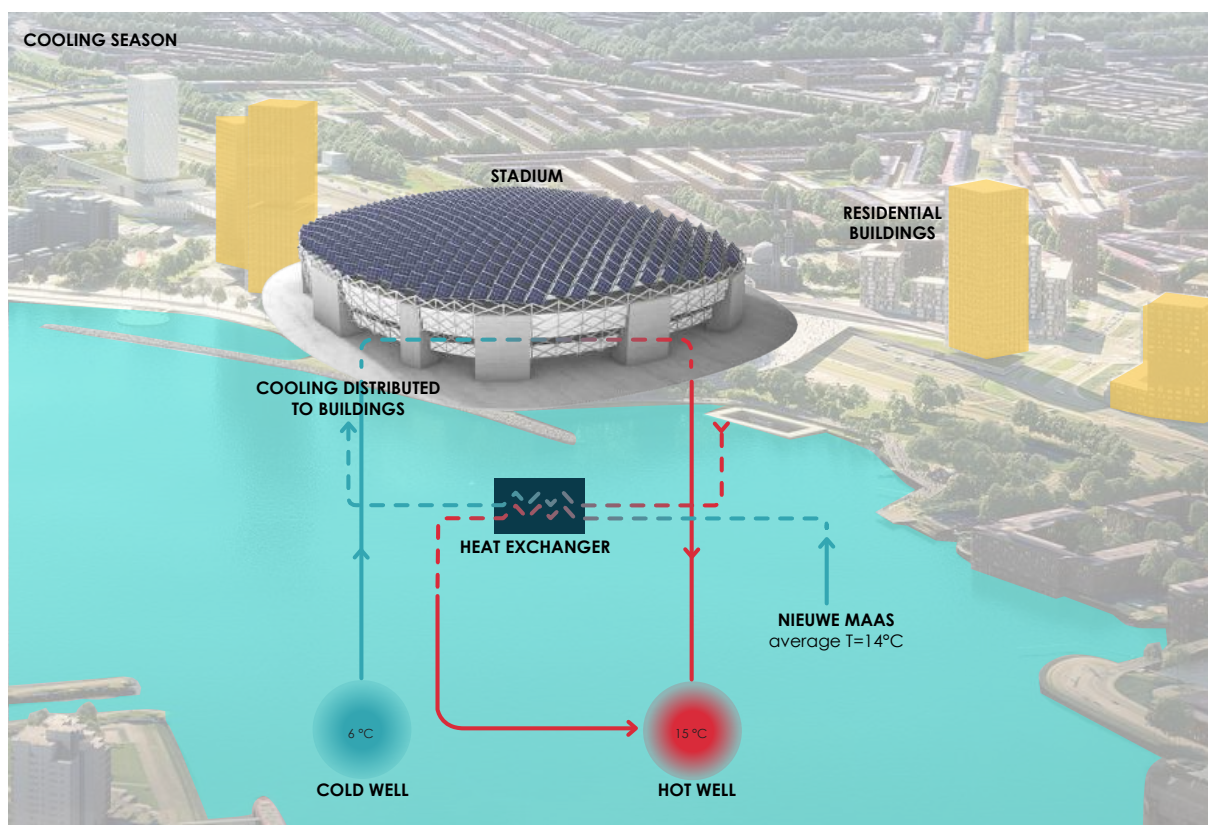 COOLING SEASON
STADIUM
RESIDENTIAL
BUILDINGS
COOLING DISTRIBUTED
TO BUILDINGS
HEAT EXCHANGER
NIEUWE MAAS
average T=14°C
6 °C
15 °C
COLD WELL
HOT WELL